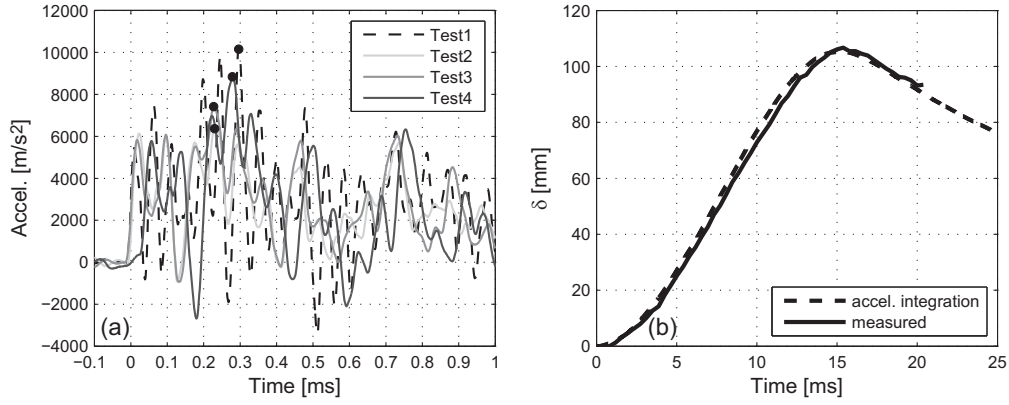 12000
10000
8000
6000
4000
2000
0
−2000
−4000
Accel. [m/s2]
Test1
Test2
Test3
Test4
(a)
−0.1 0 0.1 0.2 0.3 0.4 0.5 0.6 0.7 0.8 0.9 1
Time [ms]
120
100
80
60
40
20
0
δ [mm]
accel. integration
measured
(b)
0 5 10 15 20 25
Time [ms]